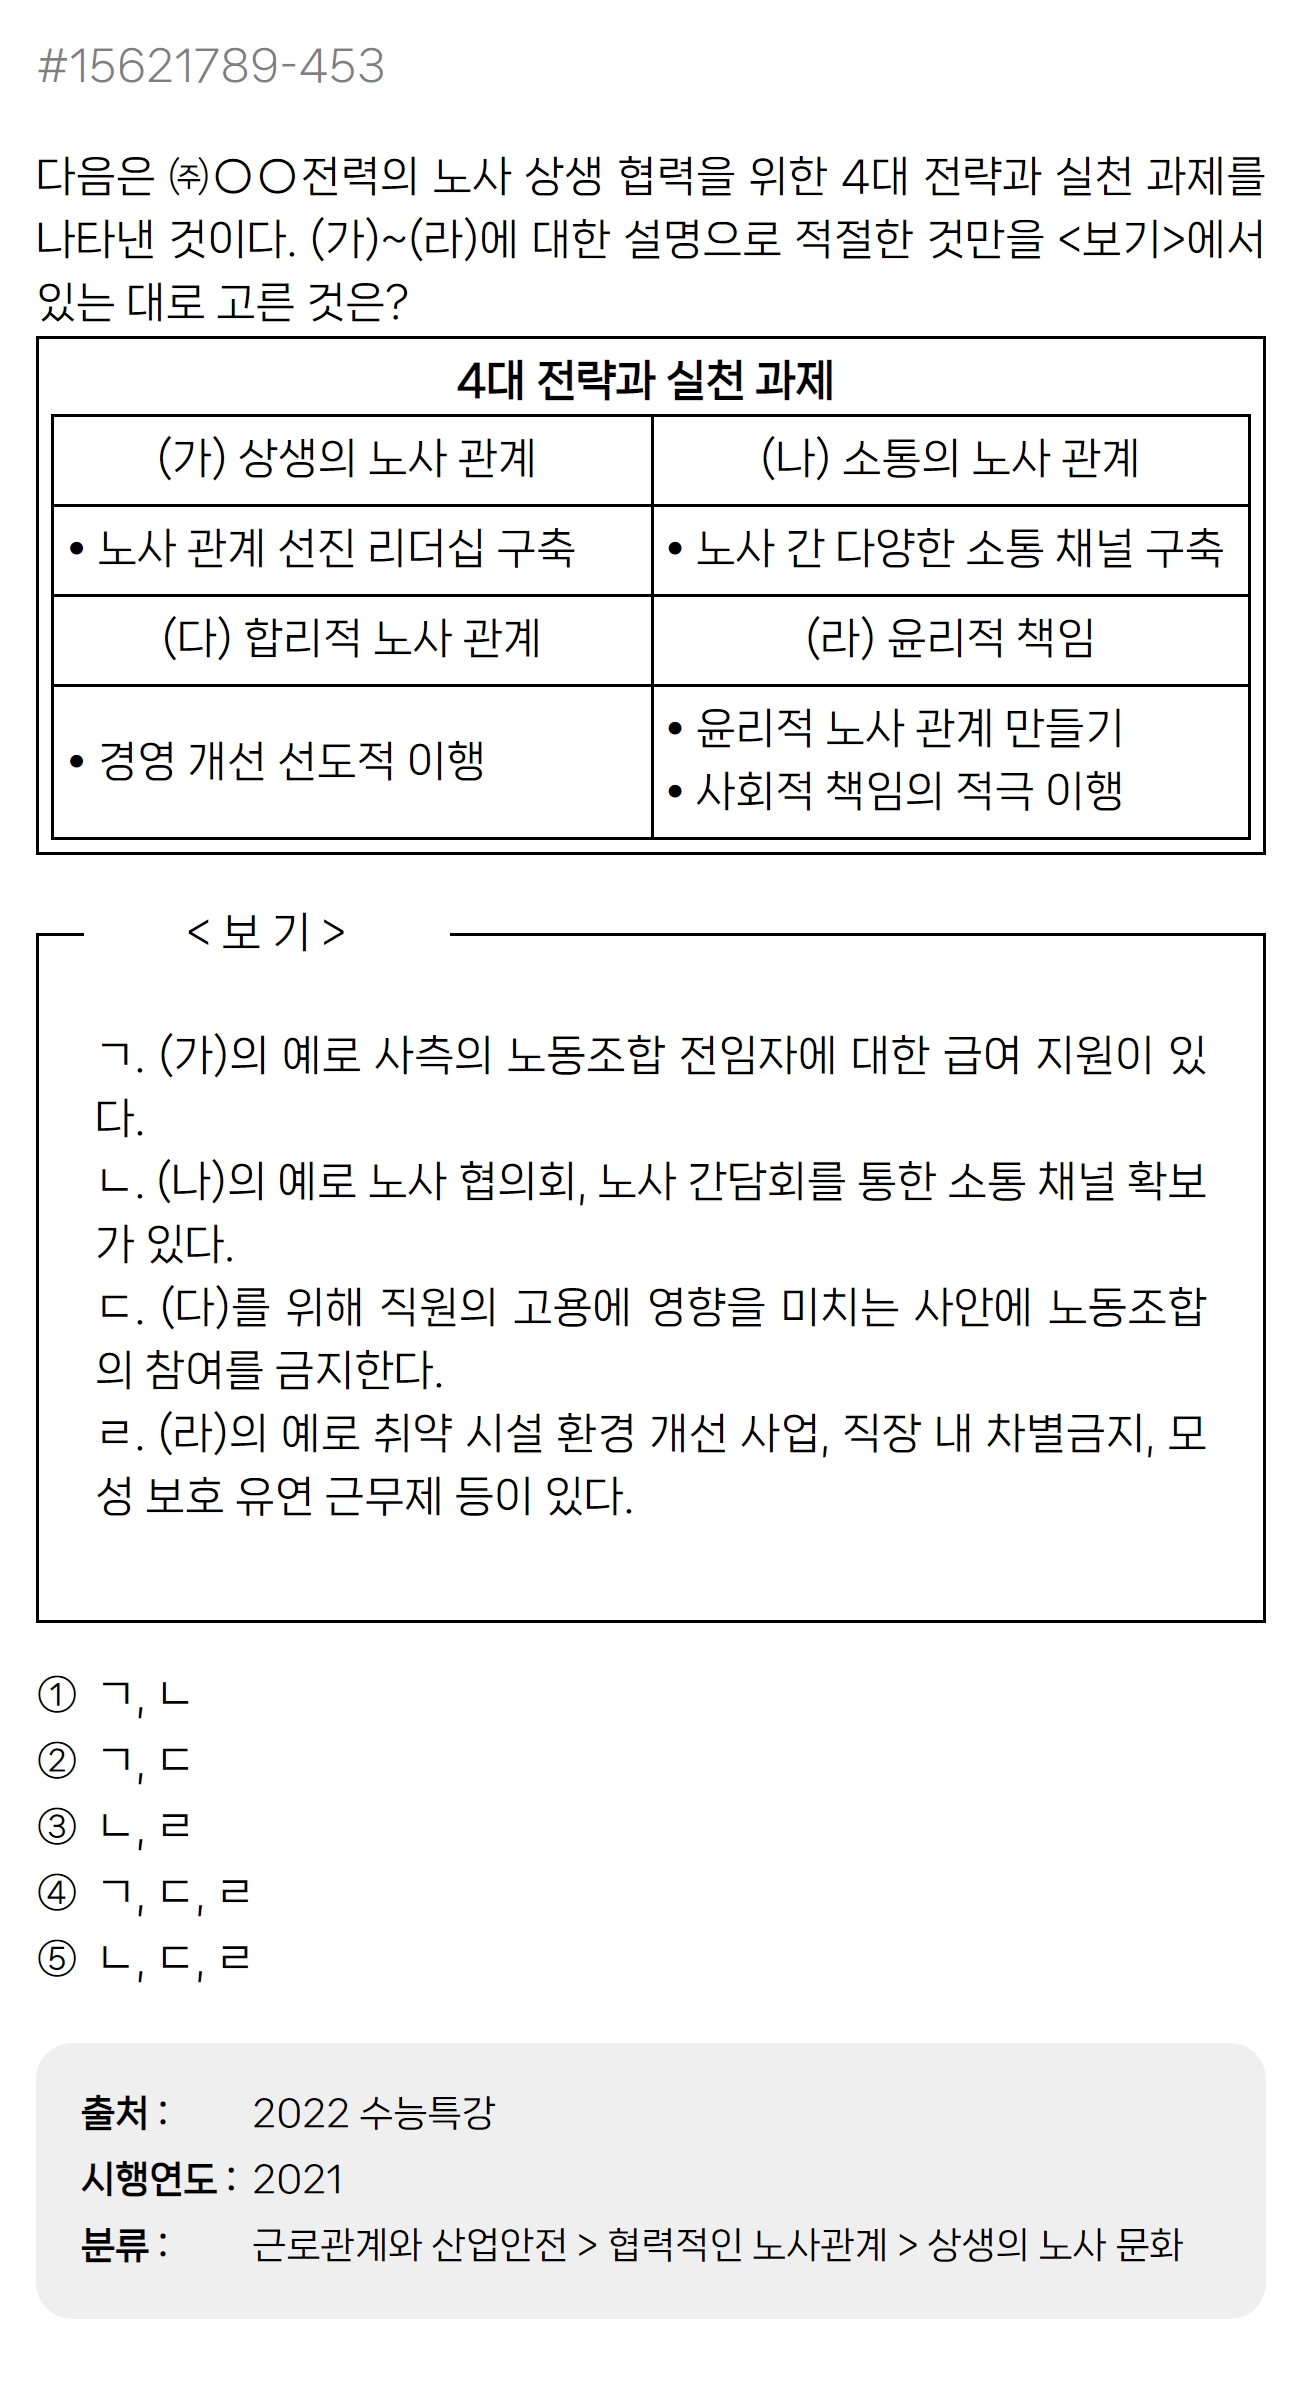 #15621789-453
다음은 ㈜○○전력의 노사 상생 협력을 위한 4대 전략과 실천 과제를
나타낸 것이다. (가)~(라)에 대한 설명으로 적절한 것만을 <보기>에서
있는 대로 고른 것은?
4대 전략과 실천 과제
(가) 상생의 노사 관계 (나) 소통의 노사 관계
• 노사 관계 선진 리더십 구축 • 노사 간 다양한 소통 채널 구축
(다) 합리적 노사 관계 (라) 윤리적 책임
• 경영 개선 선도적 이행
• 윤리적 노사 관계 만들기
• 사회적 책임의 적극 이행
< 보 기 >
ㄱ. (가)의 예로 사측의 노동조합 전임자에 대한 급여 지원이 있
다.
ㄴ. (나)의 예로 노사 협의회, 노사 간담회를 통한 소통 채널 확보
가 있다.
ㄷ. (다)를 위해 직원의 고용에 영향을 미치는 사안에 노동조합
의 참여를 금지한다.
ㄹ. (라)의 예로 취약 시설 환경 개선 사업, 직장 내 차별금지, 모
성 보호 유연 근무제 등이 있다.
① ㄱ, ㄴ
② ㄱ, ㄷ
③ ㄴ, ㄹ
④ ㄱ, ㄷ, ㄹ
⑤ ㄴ, ㄷ, ㄹ
출처 : 2022 수능특강
시행연도 : 2021
분류 : 근로관계와 산업안전 > 협력적인 노사관계 > 상생의 노사 문화